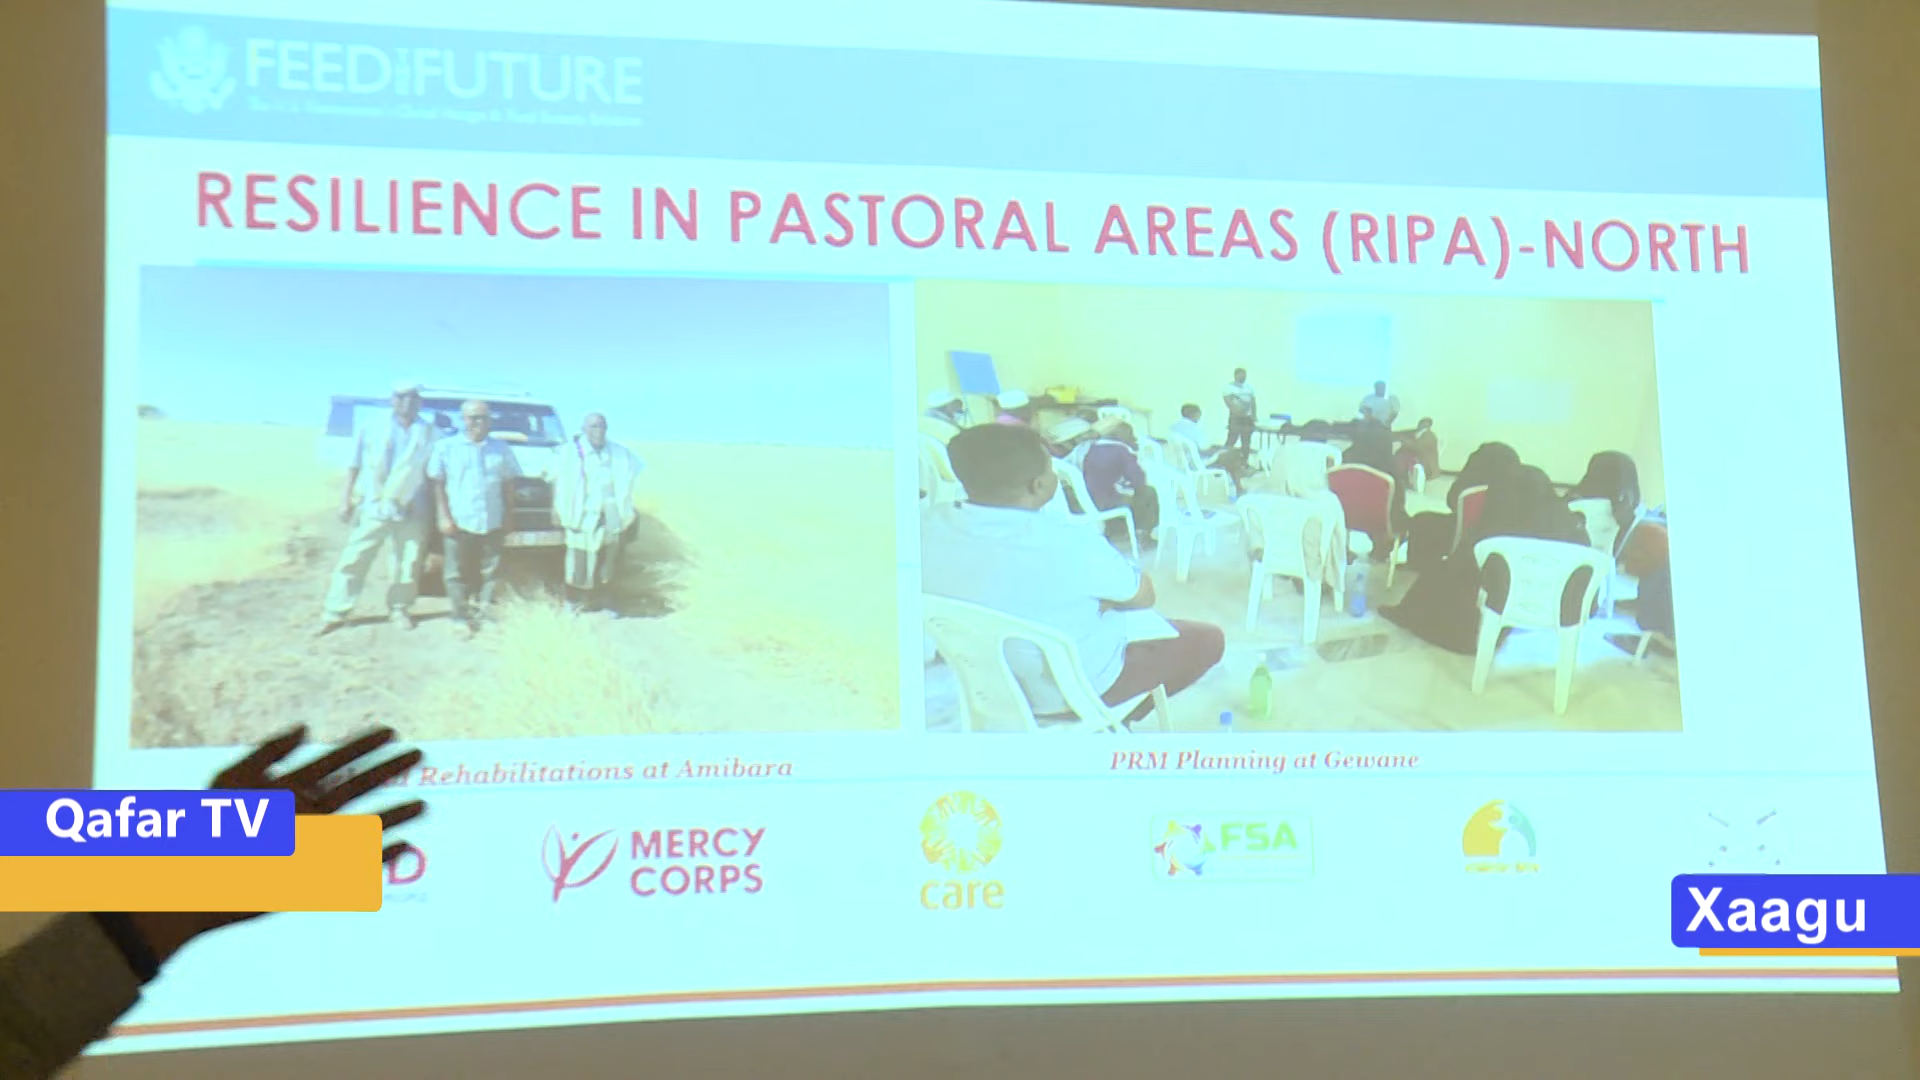 FEED THE FUTURE
RESILIENCE IN PASTORAL AREAS (RIPA)-NORTH
Rehabilitations at Amibara
PRM Planning at Gewane
Qafar TV
D
MERCY
CORPS
care
FSA
Xaagu